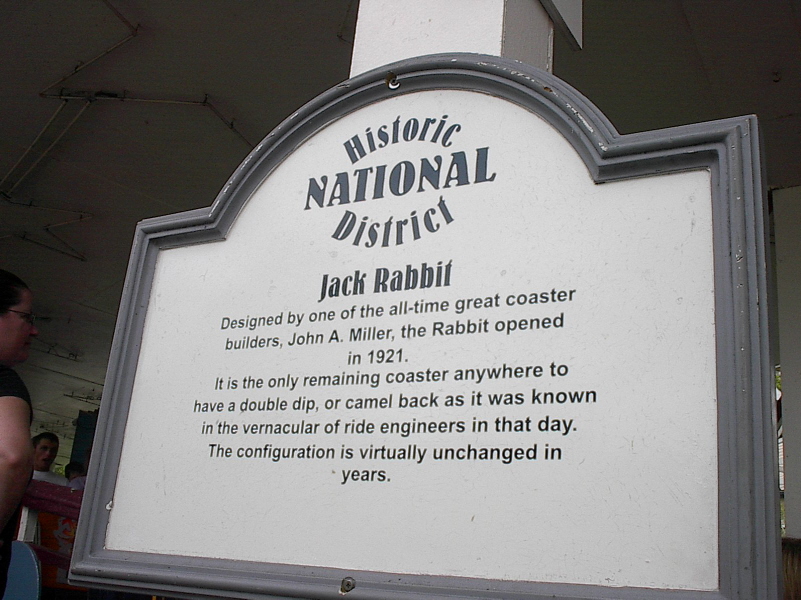 Historic
NATIONAL
District
Jack Rabbit
Designed by one of the all-time great coaster
builders, John A. Miller, the Rabbit opened
in 1921.
It is the only remaining coaster anywhere to
have a double dip, or camel back as it was known
in the vernacular of ride engineers in that day.
The configuration is virtually unchanged in
years.